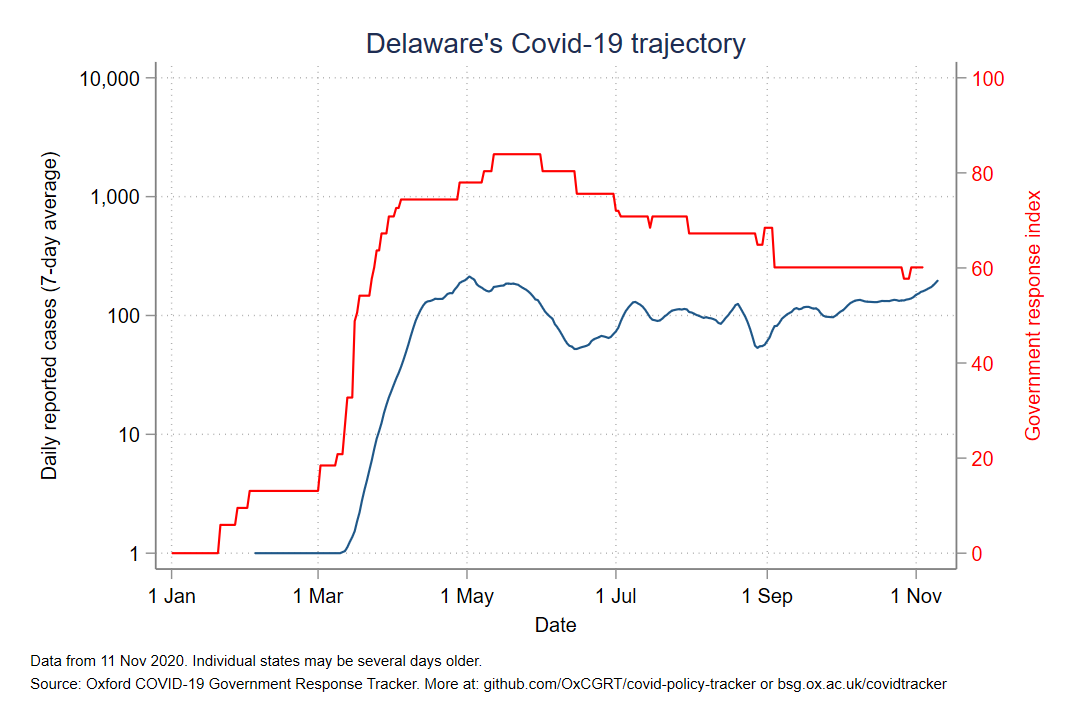 Delaware's Covid-19 trajectory
Daily reported cases (7-day average)
10,000
1,000
100
10
1
100
80
60
40
20
0
Government response index
1 Jan
1 Mar
1 May
1 Jul
1 Sep
1 Nov
Date
Data from 11 Nov 2020. Individual states may be several days older.
Source: Oxford COVID-19 Government Response Tracker. More at: github.com/OxCGRT/covid-policy-tracker or bsg.ox.ac.uk/covidtracker